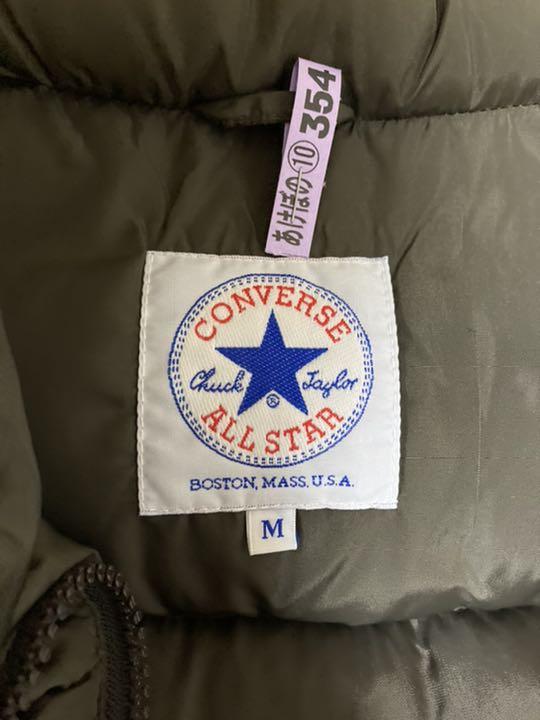 あけぼの⑩354
CONVERSE
Chuck Taylor
®
ALL STAR
BOSTON, MASS, U.S.A.
M